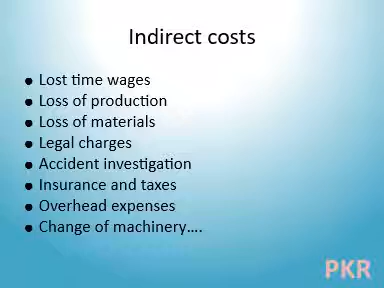 Indirect costs
● Lost time wages
● Loss of production
● Loss of materials
● Legal charges
● Accident investigation
● Insurance and taxes
● Overhead expenses
● Change of machinery....
PKR